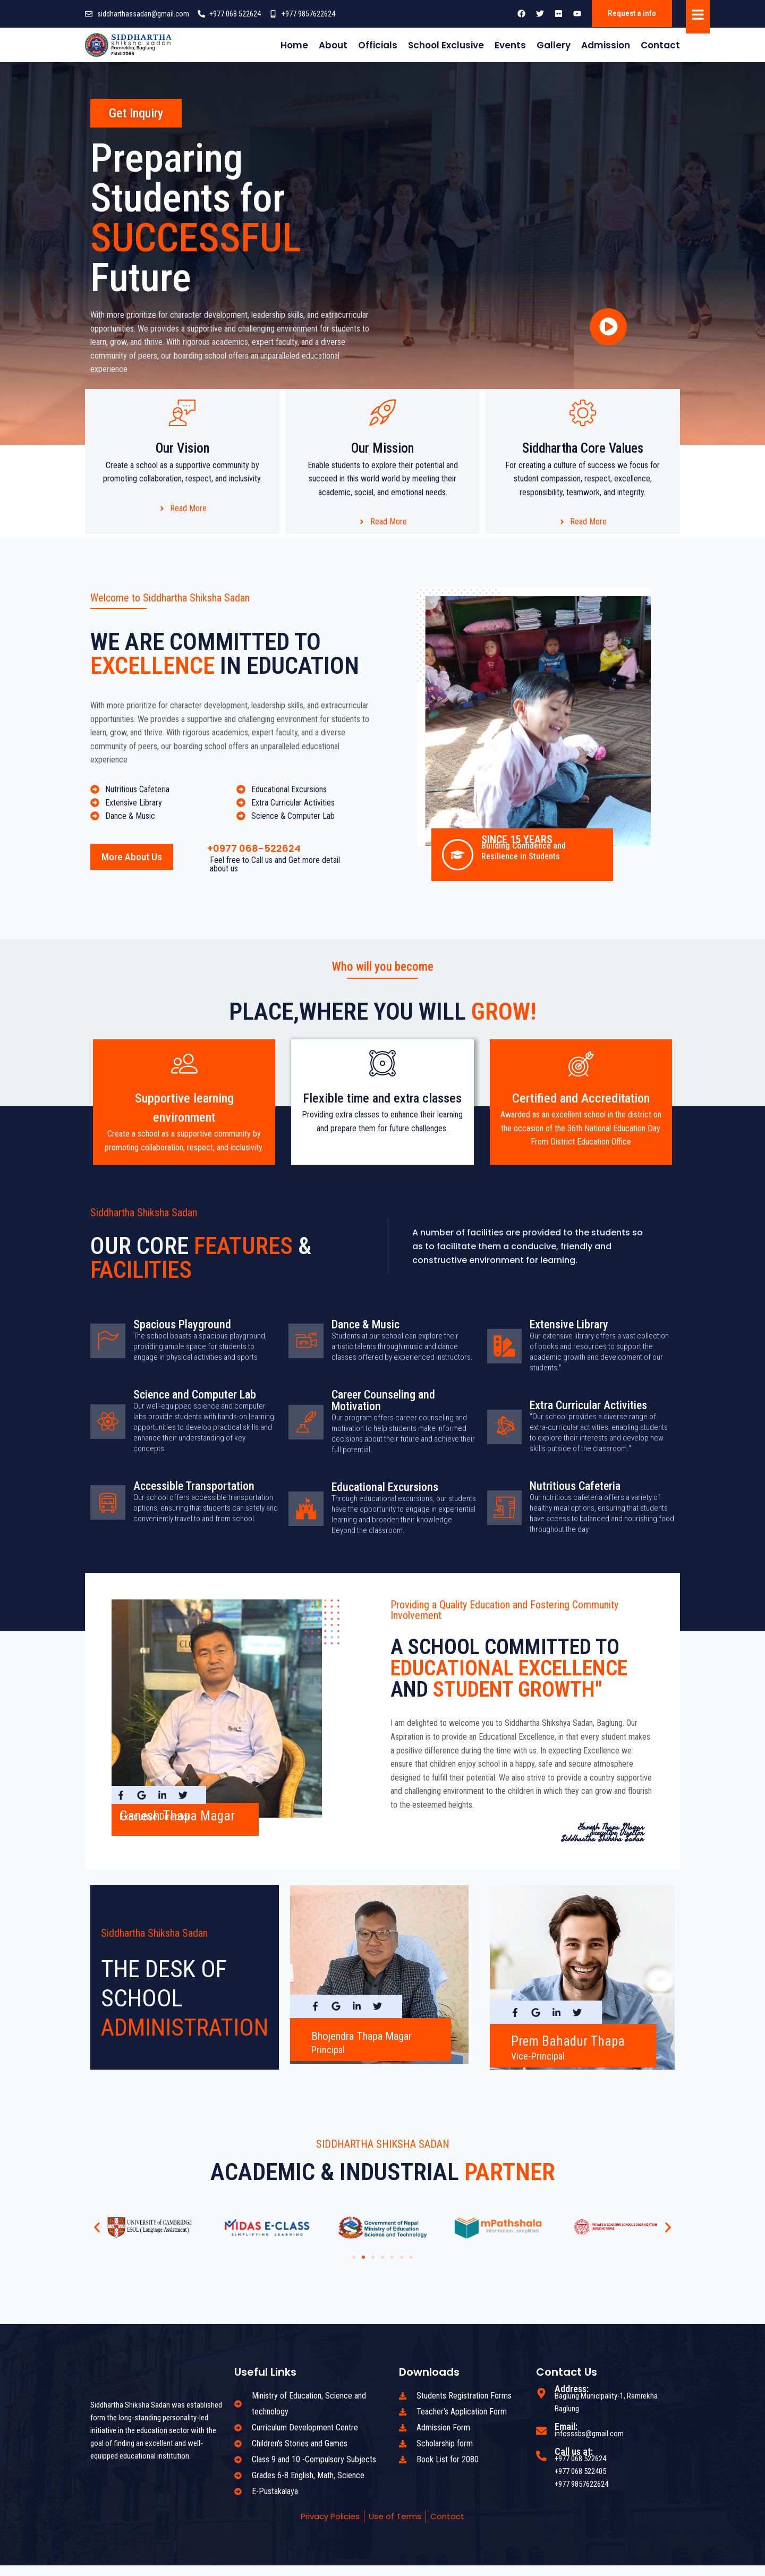 siddharthassadan@gmail.com +977 068 522624 +977 9857622624
Request a info
SIDDHARTHA
shiksha sadan
Ramrekha, Baglung
Estd: 2066
Home About Officials School Exclusive Events Gallery Admission Contact
Get Inquiry
Preparing
Students for
SUCCESSFUL
Future
With more prioritize for character development, leadership skills, and extracurricular
opportunities. We provides a supportive and challenging environment for students to
learn, grow, and thrive. With rigorous academics, expert faculty, and a diverse
community of peers, our boarding school offers an unparalleled educational
experience
Our Vision
Create a school as a supportive community by
promoting collaboration, respect, and inclusivity.
Read More
Our Mission
Enable students to explore their potential and
succeed in this world world by meeting their
academic, social, and emotional needs.
Read More
Siddhartha Core Values
For creating a culture of success we focus for
student compassion, respect, excellence,
responsibility, teamwork, and integrity.
Read More
Welcome to Siddhartha Shiksha Sadan
WE ARE COMMITTED TO
EXCELLENCE IN EDUCATION
With more prioritize for character development, leadership skills, and extracurricular
opportunities. We provides a supportive and challenging environment for students to
learn, grow, and thrive. With rigorous academics, expert faculty, and a diverse
community of peers, our boarding school offers an unparalleled educational
experience
Nutritious Cafeteria
Extensive Library
Dance & Music
Educational Excursions
Extra Curricular Activities
Science & Computer Lab
More About Us
+0977 068-522624
Feel free to Call us and Get more detail
about us
SINCE 15 YEARS
Building Confidence and
Resilience in Students
Who will you become
PLACE,WHERE YOU WILL GROW!
Supportive learning
environment
Create a school as a supportive community by
promoting collaboration, respect, and inclusivity.
Flexible time and extra classes
Providing extra classes to enhance their learning
and prepare them for future challenges.
Certified and Accreditation
Awarded as an excellent school in the district on
the occasion of the 36th National Education Day
From District Education Office
Siddhartha Shiksha Sadan
OUR CORE FEATURES &
FACILITIES
A number of facilities are provided to the students so
as to facilitate them a conducive, friendly and
constructive environment for learning.
Spacious Playground
The school boasts a spacious playground,
providing ample space for students to
engage in physical activities and sports
Dance & Music
Students at our school can explore their
artistic talents through music and dance
classes offered by experienced instructors.
Extensive Library
Our extensive library offers a vast collection
of books and resources to support the
academic growth and development of our
students."
Science and Computer Lab
Our well-equipped science and computer
labs provide students with hands-on learning
opportunities to develop practical skills and
enhance their understanding of key
concepts.
Career Counseling and
Motivation
Our program offers career counseling and
motivation to help students make informed
decisions about their future and achieve their
full potential.
Extra Curricular Activities
"Our school provides a diverse range of
extra-curricular activities, enabling students
to explore their interests and develop new
skills outside of the classroom."
Accessible Transportation
Our school offers accessible transportation
options, ensuring that students can safely and
conveniently travel to and from school.
Educational Excursions
Through educational excursions, our students
have the opportunity to engage in experiential
learning and broaden their knowledge
beyond the classroom.
Nutritious Cafeteria
Our nutritious cafeteria offers a variety of
healthy meal options, ensuring that students
have access to balanced and nourishing food
throughout the day.
Ganesh Thapa Magar
Executive Director
Providing a Quality Education and Fostering Community
Involvement
A SCHOOL COMMITTED TO
EDUCATIONAL EXCELLENCE
AND STUDENT GROWTH"
I am delighted to welcome you to Siddhartha Shikshya Sadan, Baglung. Our
Aspiration is to provide an Educational Excellence, in that every student makes
a positive difference during the time with us. In expecting Excellence we
ensure that children enjoy school in a happy, safe and secure atmosphere
designed to fulfill their potential. We also strive to provide a country supportive
and challenging environment to the children in which they can grow and flourish
to the esteemed heights.
Ganesh Thapa Magar
Executive Director
Siddhartha Shiksha Sadan
Siddhartha Shiksha Sadan
THE DESK OF
SCHOOL
ADMINISTRATION
Bhojendra Thapa Magar
Principal
Prem Bahadur Thapa
Vice-Principal
SIDDHARTHA SHIKSHA SADAN
ACADEMIC & INDUSTRIAL PARTNER
UNIVERSITY of CAMBRIDGE
ESOL ( Language Assistment)
MIDAS E-CLASS
SIMPLIFYING LEARNING
Government of Nepal
Ministry of Education
Science and Technology
mPathshala
information . simplified
Siddhartha Shiksha Sadan was established
form the long-standing personality-led
initiative in the education sector with the
goal of finding an excellent and well-
equipped educational institution.
Useful Links
Ministry of Education, Science and
technology
Curriculum Development Centre
Children's Stories and Games
Class 9 and 10 -Compulsory Subjects
Grades 6-8 English, Math, Science
E-Pustakalaya
Downloads
Students Registration Forms
Teacher's Application Form
Admission Form
Scholarship form
Book List for 2080
Contact Us
Address:
Baglung Municipality-1, Ramrekha
Baglung
Email:
infosssbs@gmail.com
Call us at:
+977 068 522624
+977 068 522405
+977 9857622624
Privacy Policies Use of Terms Contact